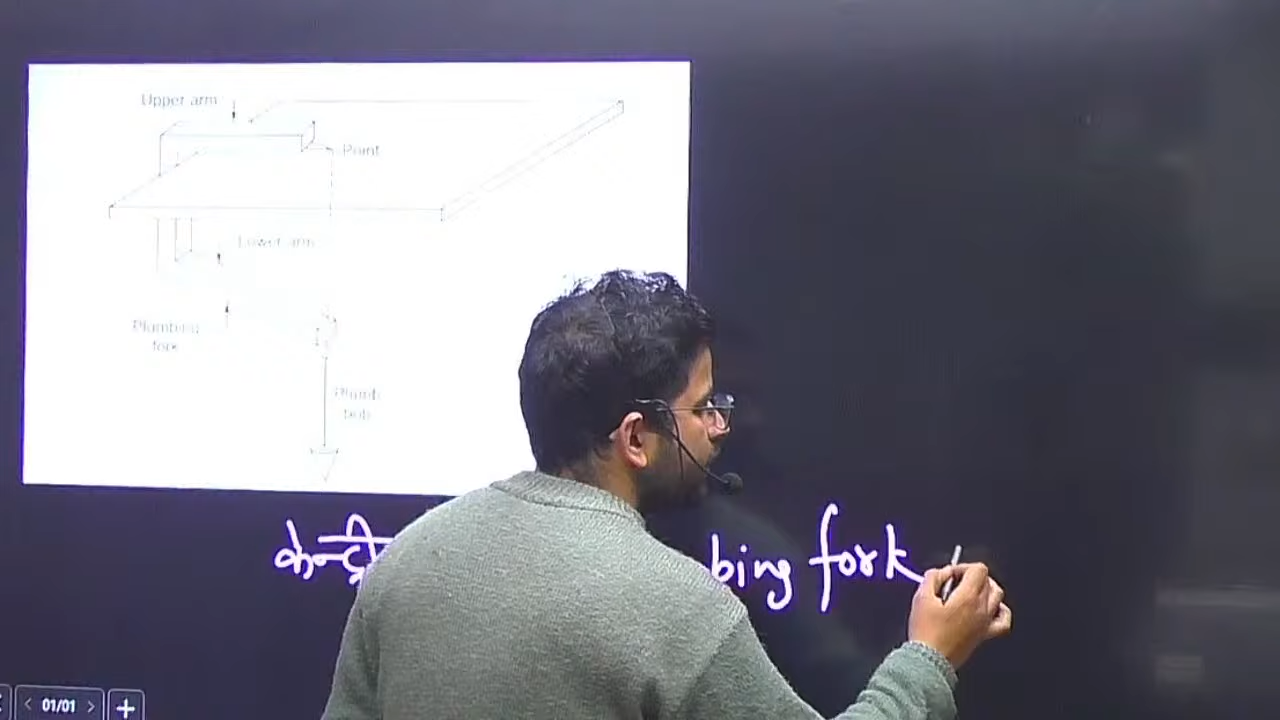 Upper arm
Point
Lower arm
Plumbing
fork
Plumb
bob
bing fork
01/01